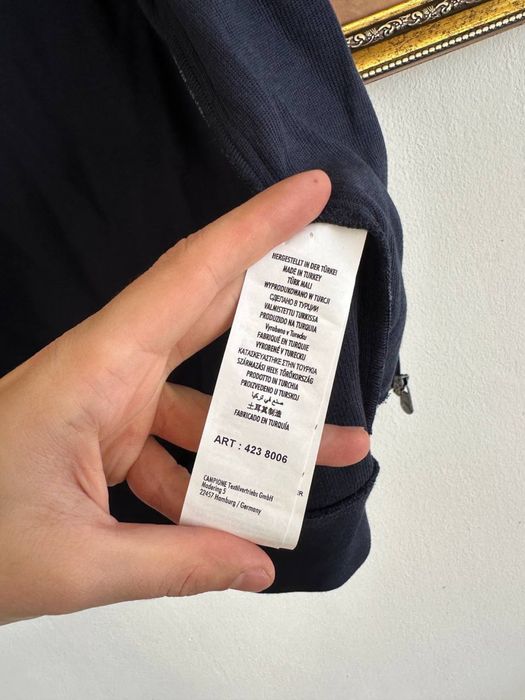 HERGESTELLT IN DER TÜRKEI
MADE IN TURKEY
TÜRK MALI
WYPRODUKOWANO W TURCJI
СДЕЛАНО В ТУРЦИИ
VALMISTETTU TURKISSA
PRODUZIDO NA TURQUIA
Vyrobeno v Turecku
FABRIQUÉ EN TURQUIE
VYROBENÉ V TURECKU
ΚΑΤΑΣΚΕΥΑΣΤΗΚΕ ΣΤΗΝ ΤΟΥΡΚΙΑ
SZÁRMAZÁSI HELY: TÖRÖKORSZÁG
PRODOTTO IN TURCHIA
PROIZVEDENO U TURSKOJ
صنع في تركيا
土耳其制造
FABRICADO EN TURQUÍA
ART : 423 8006
CAMPIONE Textilvertriebs GmbH
Modering 5
22457 Hamburg / Germany